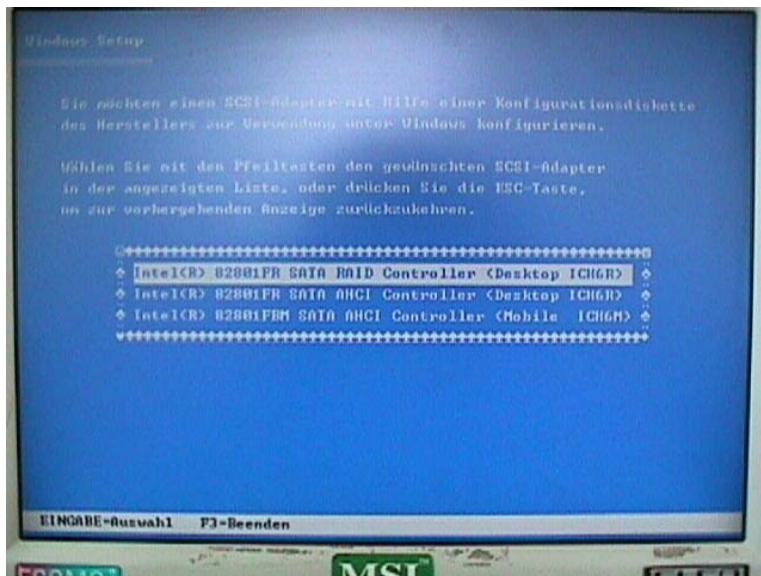 Windows Setup
Sie möchten einen SCSI-Adapter mit Hilfe einer Konfigurationsdiskette
des Herstellers zur Verwendung unter Windows konfigurieren.
Wählen Sie mit den Pfeiltasten den gewünschten SCSI-Adapter
in der angezeigten Liste, oder drücken Sie die ESC-Taste,
um zur vorhergehenden Anzeige zurückzukehren.
Intel(R) 82801FR SATA RAID Controller (Desktop ICH6R)
Intel(R) 82801FR SATA AHCI Controller (Desktop ICH6R)
Intel(R) 82801FBM SATA AHCI Controller (Mobile ICH6M)
EINGABE=Auswahl F3=Beenden
MSI